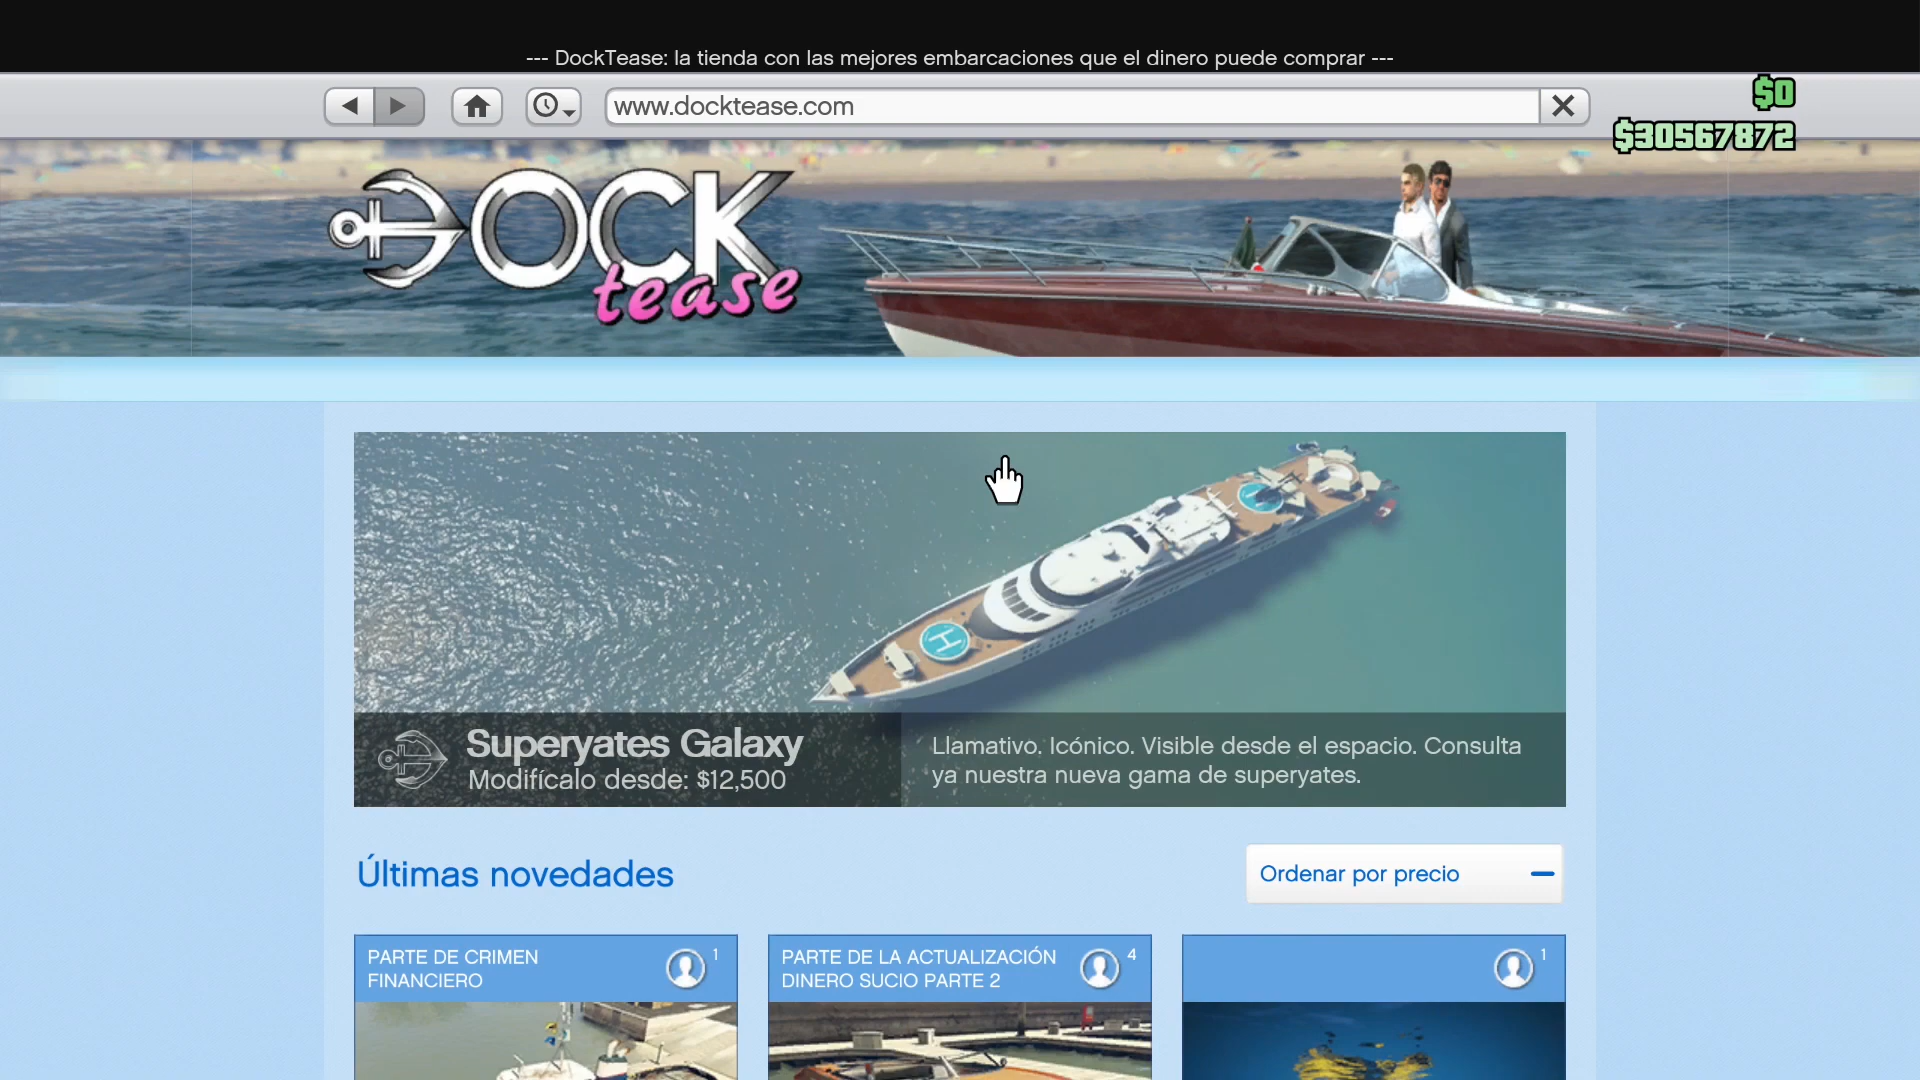 --- DockTease: la tienda con las mejores embarcaciones que el dinero puede comprar ---
www.docktease.com
$0
$30567872
DOCK
tease
H
Superyates Galaxy
Modifícalo desde: $12,500
Llamativo. Icónico. Visible desde el espacio. Consulta
ya nuestra nueva gama de superyates.
Últimas novedades
Ordenar por precio
PARTE DE CRIMEN
FINANCIERO
1
PARTE DE LA ACTUALIZACIÓN
DINERO SUCIO PARTE 2
4
1